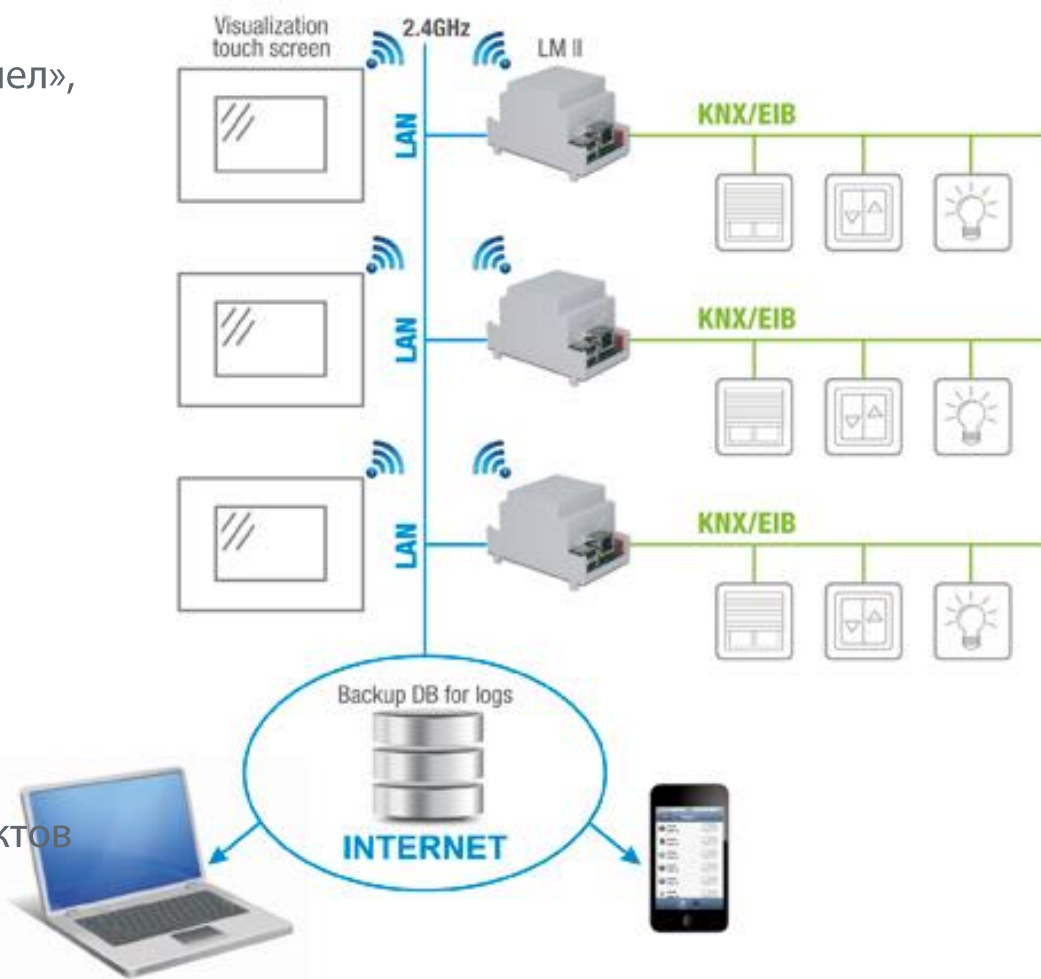 Visualization
touch screen
2.4GHz
LM II
нел»,
LAN
KNX/EIB
LAN
KNX/EIB
LAN
KNX/EIB
Backup DB for logs
INTERNET
ктов